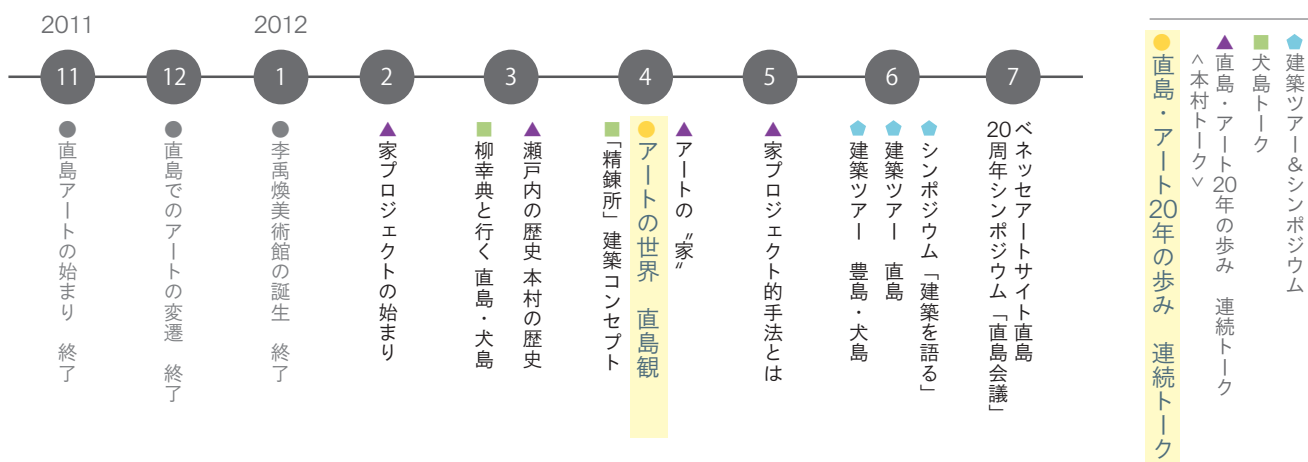 2011
2012
11
12
1
2
3
4
5
6
7
直島アートの始まり　終了
直島でのアートの変遷　終了
李禹煥美術館の誕生　終了
家プロジェクトの始まり
瀬戸内の歴史 本村の歴史
柳幸典と行く 直島・犬島
アートの〝家〟
アートの世界　直島観
「精錬所」建築コンセプト
家プロジェクト的手法とは
シンポジウム「建築を語る」
建築ツアー　直島
建築ツアー　豊島・犬島
ベネッセアートサイト直島
20周年シンポジウム「直島会議」
建築ツアー&シンポジウム
犬島トーク
直島・アート20年の歩み　連続トーク
<本村トーク>
直島・アート20年の歩み　連続トーク